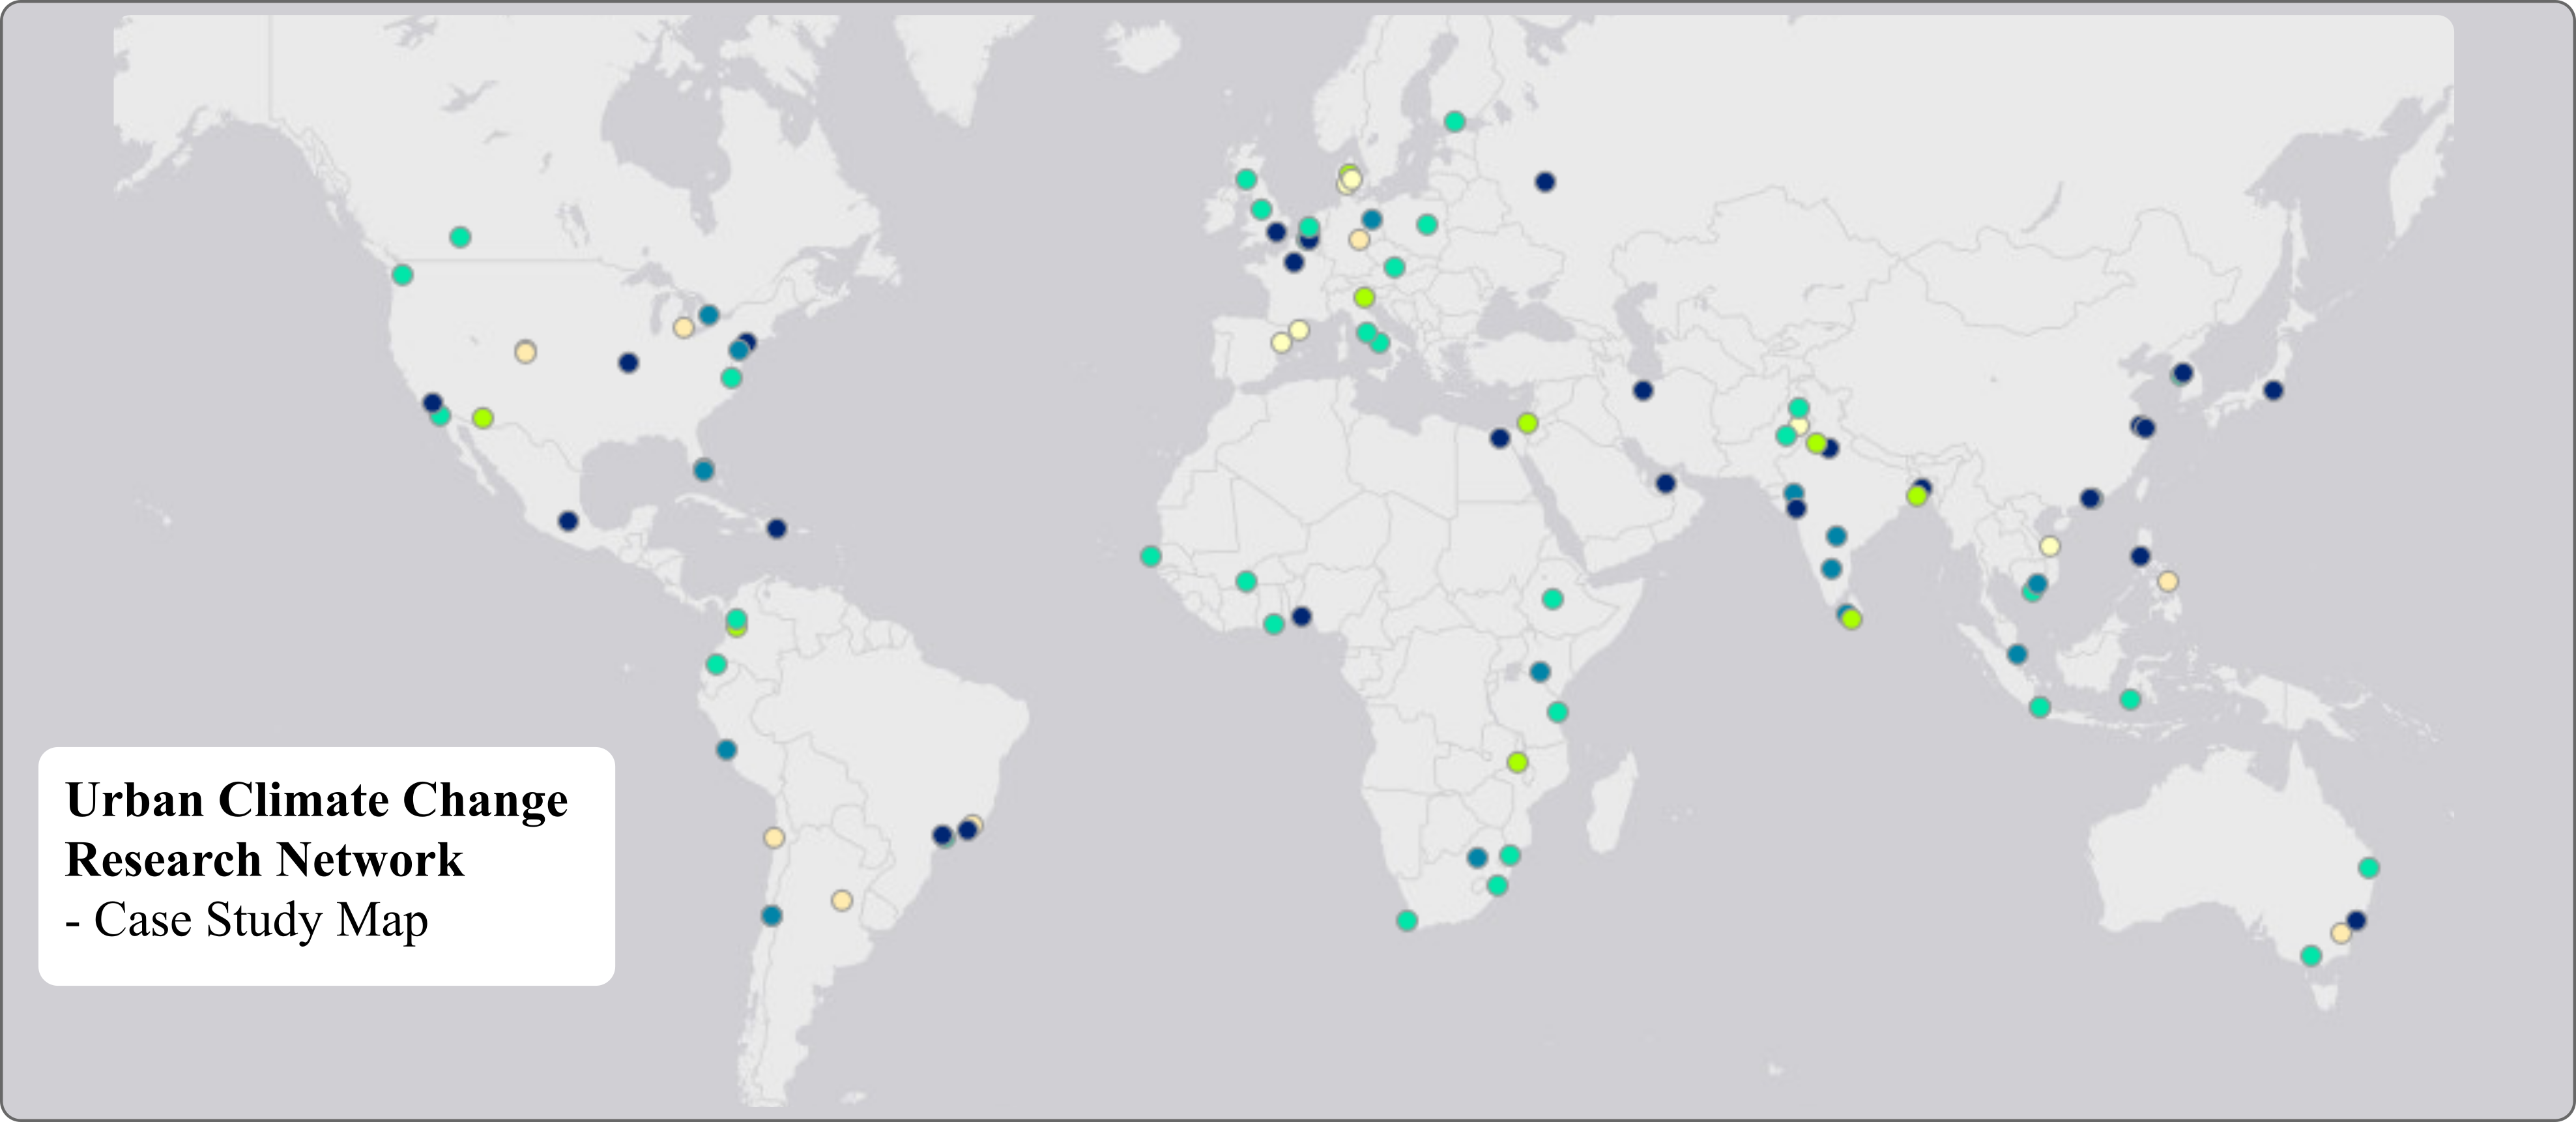 Urban Climate Change
Research Network
- Case Study Map